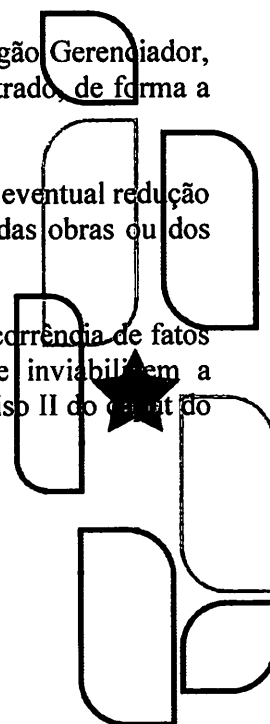 gão Gerenciador,
trado, de forma a
eventual redução
das obras ou dos
corrência de fatos
e inviabilizem a
iso II do caput do